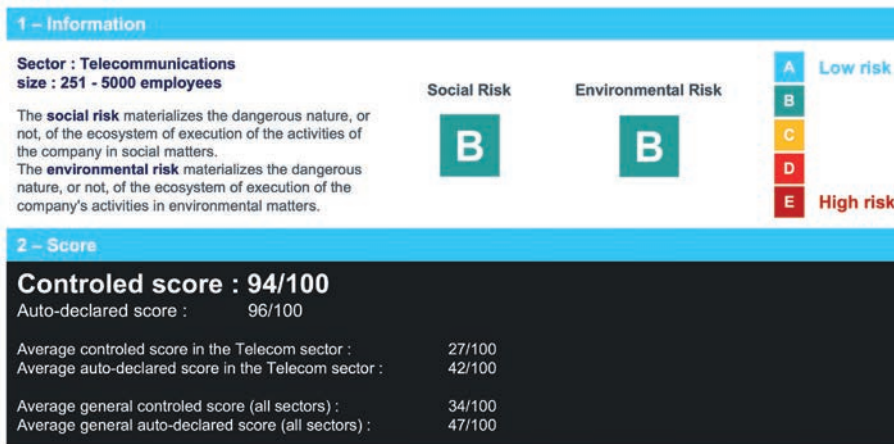 1 – Information
Sector : Telecommunications
size : 251 - 5000 employees
The social risk materializes the dangerous nature, or
not, of the ecosystem of execution of the activities of
the company in social matters.
The environmental risk materializes the dangerous
nature, or not, of the ecosystem of execution of the
company's activities in environmental matters.
Social Risk
B
Environmental Risk
B
A Low risk
B
C
D
E High risk
2 – Score
Controled score : 94/100
Auto-declared score : 96/100
Average controled score in the Telecom sector : 27/100
Average auto-declared score in the Telecom sector : 42/100
Average general controled score (all sectors) : 34/100
Average general auto-declared score (all sectors) : 47/100